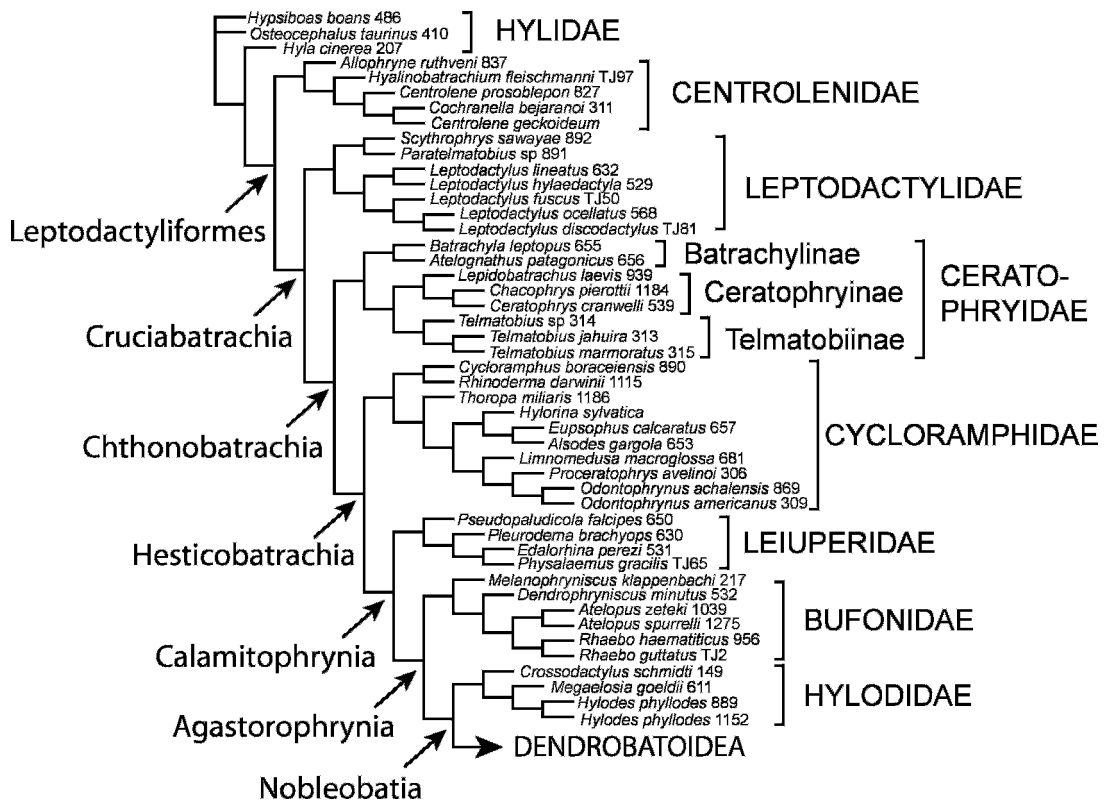 Hypsiboas boans 486
Osteocephalus taurinus 410
Hyla cinerea 207
HYLIDAE
Allophryne ruthveni 837
Hyalinobatrachium fleischmanni TJ97
Centrolene prosoblepon 827
Cochranella bejaranoi 311
Centrolene geckoideum
CENTROLENIDAE
Scythrophrys sawayae 892
Paratelmatobius sp 891
Leptodactylus lineatus 632
Leptodactylus hylaedactyla 529
Leptodactylus fuscus TJ50
Leptodactylus ocellatus 568
Leptodactylus discodactylus TJ81
LEPTODACTYLIDAE
Leptodactyliformes
Batrachyla leptopus 655
Atelognathus patagonicus 656
Batrachylinae
Lepidobatrachus laevis 939
Chacophrys pierottii 1184
Ceratophrys cranwelli 539
Ceratophryinae
Telmatobius sp 314
Telmatobius jahuira 313
Telmatobius marmoratus 315
Telmatobiinae
CERATO-
PHRYIDAE
Cruciabatrachia
Cycloramphus boraceiensis 890
Rhinoderma darwinii 1115
Thoropa miliaris 1186
Hylorina sylvatica
Eupsophus calcaratus 657
Alsodes gargola 653
Limnomedusa macroglossa 681
Proceratophrys avelinoi 306
Odontophrynus achalensis 869
Odontophrynus americanus 309
CYCLORAMPHIDAE
Chthonobatrachia
Pseudopaludicola falcipes 650
Pleurodema brachyops 630
Edalorhina perezi 531
Physalaemus gracilis TJ65
LEIUPERIDAE
Hesticobatrachia
Melanophryniscus klappenbachi 217
Dendrophryniscus minutus 532
Atelopus zeteki 1039
Atelopus spurrelli 1275
Rhaebo haematiticus 956
Rhaebo guttatus TJ2
BUFONIDAE
Calamitophrynia
Crossodactylus schmidti 149
Megaelosia goeldii 611
Hylodes phyllodes 889
Hylodes phyllodes 1152
HYLODIDAE
Agastorophrynia
DENDROBATOIDEA
Nobleobatia